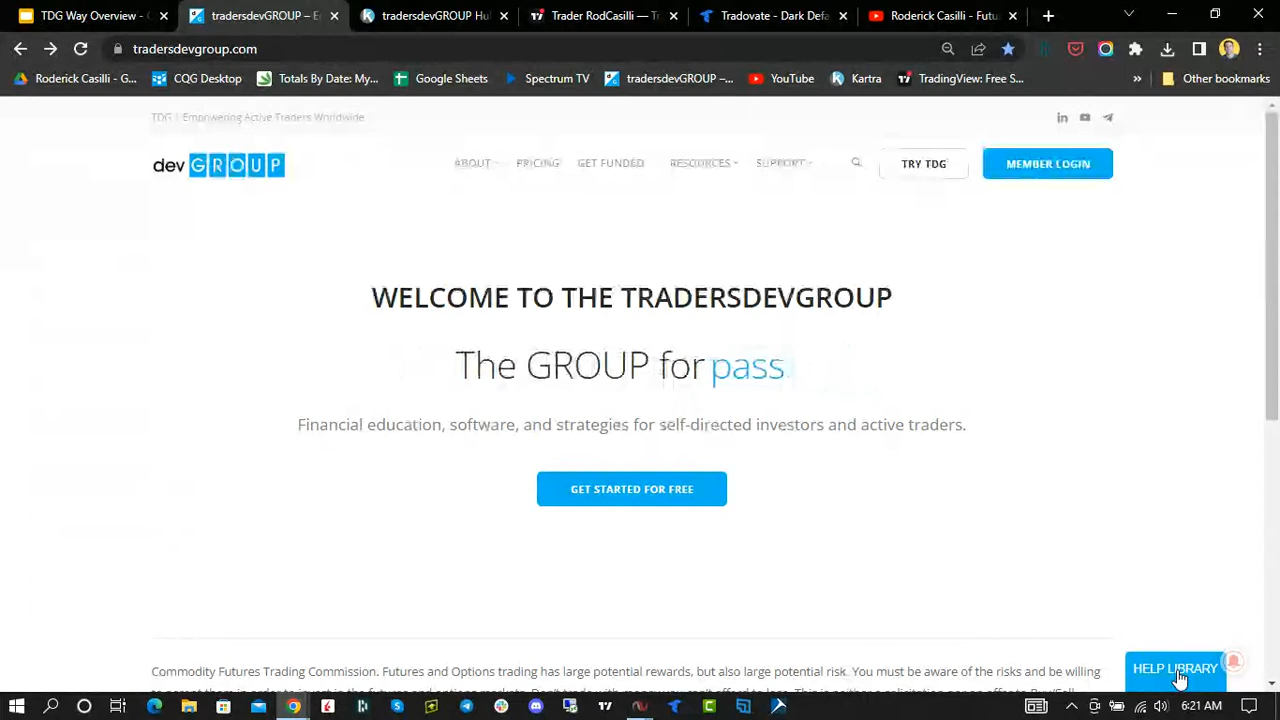 TDG Way Overview -
tradersdevGROUP – E
tradersdevGROUP Hu
Trader RodCasilli — T
Tradovate - Dark Defa
Roderick Casilli - Futu
tradersdevgroup.com
Roderick Casilli - G...
CQG Desktop
Totals By Date: My...
Google Sheets
Spectrum TV
tradersdevGROUP –...
YouTube
Kartra
TradingView: Free S...
Other bookmarks
TDG | Empowering Active Traders Worldwide
dev GROUP
ABOUT
PRICING
GET FUNDED
RESOURCES
SUPPORT
TRY TDG
MEMBER LOGIN
WELCOME TO THE TRADERSDEVGROUP
The GROUP for pass
Financial education, software, and strategies for self-directed investors and active traders.
GET STARTED FOR FREE
Commodity Futures Trading Commission. Futures and Options trading has large potential rewards, but also large potential risk. You must be aware of the risks and be willing
HELP LIBRARY
6:21 AM